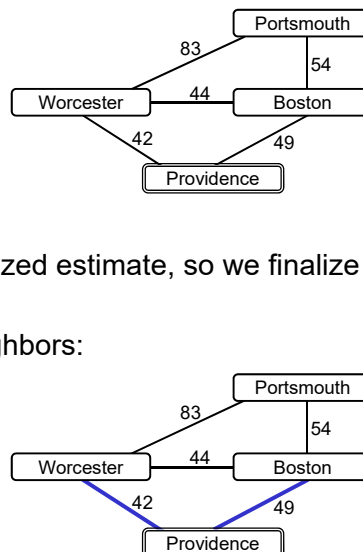 Portsmouth
83
54
Worcester
44
Boston
42
49
Providence
zed estimate, so we finalize
ghbors:
Portsmouth
83
54
Worcester
44
Boston
42
49
Providence